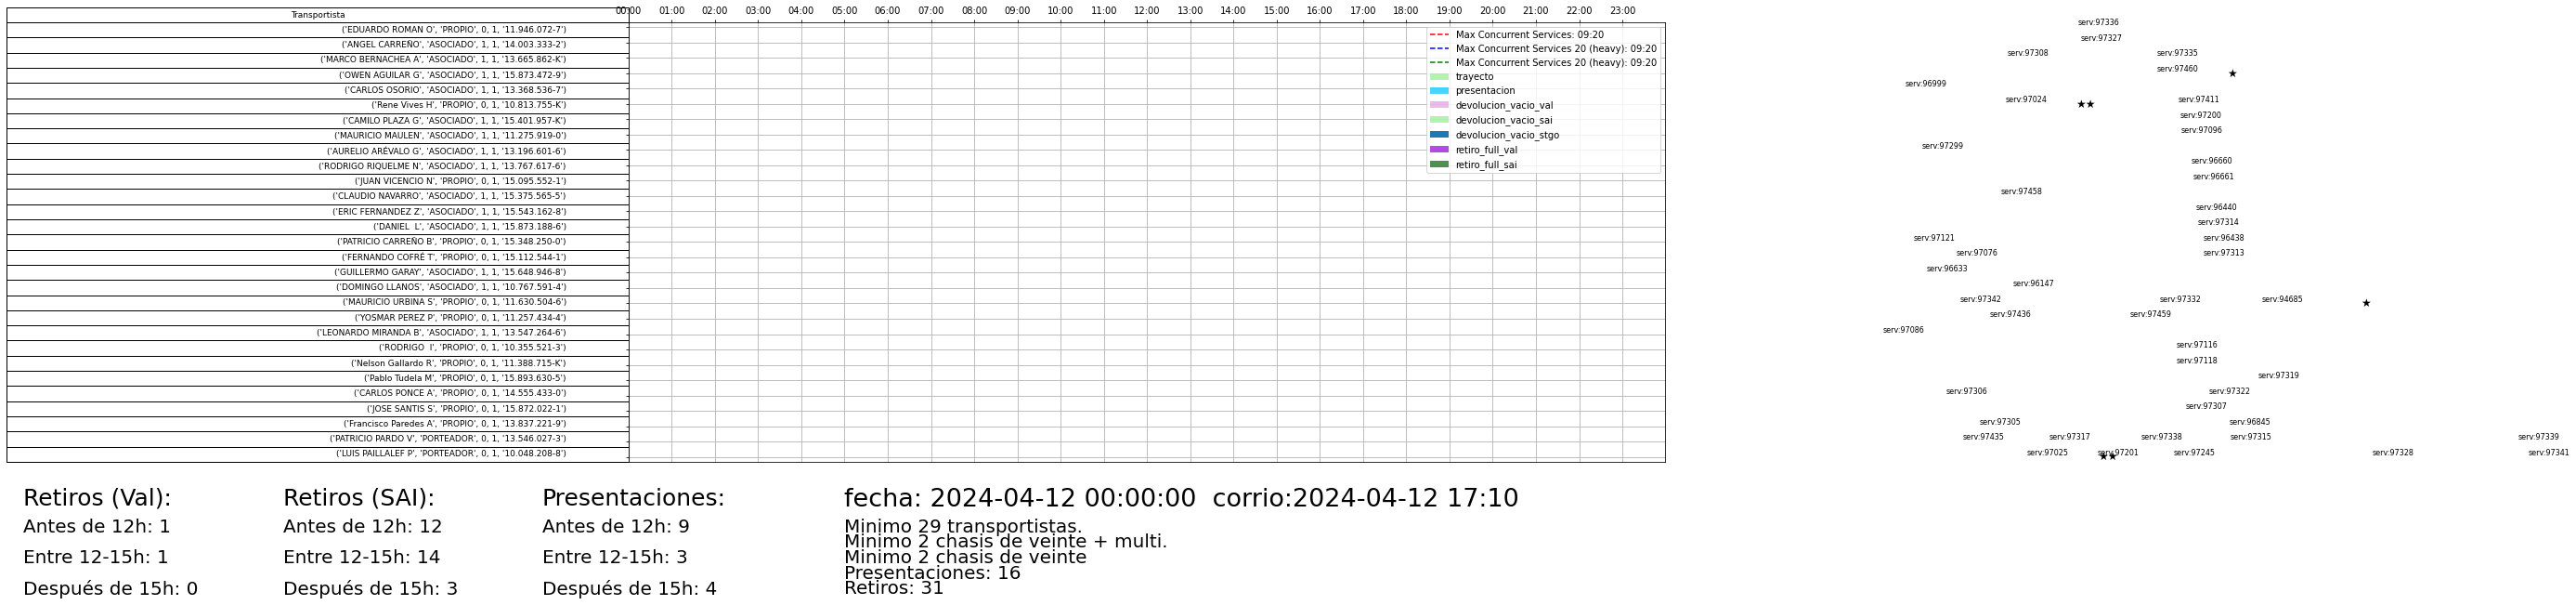 Transportista
('EDUARDO ROMAN O', 'PROPIO', 0, 1, '11.946.072-7')
('ANGEL CARREÑO', 'ASOCIADO', 1, 1, '14.003.333-2')
('MARCO BERNACHEA A', 'ASOCIADO', 1, 1, '13.665.862-K')
('OWEN AGUILAR G', 'ASOCIADO', 1, 1, '15.873.472-9')
('CARLOS OSORIO', 'ASOCIADO', 1, 1, '13.368.536-7')
('Rene Vives H', 'PROPIO', 0, 1, '10.813.755-K')
('CAMILO PLAZA G', 'ASOCIADO', 1, 1, '15.401.957-K')
('MAURICIO MAULEN', 'ASOCIADO', 1, 1, '11.275.919-0')
('AURELIO ARÉVALO G', 'ASOCIADO', 1, 1, '13.196.601-6')
('RODRIGO RIQUELME N', 'ASOCIADO', 1, 1, '13.767.617-6')
('JUAN VICENCIO N', 'PROPIO', 0, 1, '15.095.552-1')
('CLAUDIO NAVARRO', 'ASOCIADO', 1, 1, '15.375.565-5')
('ERIC FERNANDEZ Z', 'ASOCIADO', 1, 1, '15.543.162-8')
('DANIEL  L', 'ASOCIADO', 1, 1, '15.873.188-6')
('PATRICIO CARREÑO B', 'PROPIO', 0, 1, '15.348.250-0')
('FERNANDO COFRÉ T', 'PROPIO', 0, 1, '15.112.544-1')
('GUILLERMO GARAY', 'ASOCIADO', 1, 1, '15.648.946-8')
('DOMINGO LLANOS', 'ASOCIADO', 1, 1, '10.767.591-4')
('MAURICIO URBINA S', 'PROPIO', 0, 1, '11.630.504-6')
('YOSMAR PEREZ P', 'PROPIO', 0, 1, '11.257.434-4')
('LEONARDO MIRANDA B', 'ASOCIADO', 1, 1, '13.547.264-6')
('RODRIGO  I', 'PROPIO', 0, 1, '10.355.521-3')
('Nelson Gallardo R', 'PROPIO', 0, 1, '11.388.715-K')
('Pablo Tudela M', 'PROPIO', 0, 1, '15.893.630-5')
('CARLOS PONCE A', 'PROPIO', 0, 1, '14.555.433-0')
('JOSE SANTIS S', 'PROPIO', 0, 1, '15.872.022-1')
('Francisco Paredes A', 'PROPIO', 0, 1, '13.837.221-9')
('PATRICIO PARDO V', 'PORTEADOR', 0, 1, '13.546.027-3')
('LUIS PAILLALEF P', 'PORTEADOR', 0, 1, '10.048.208-8')
00:00 01:00 02:00 03:00 04:00 05:00 06:00 07:00 08:00 09:00 10:00 11:00 12:00 13:00 14:00 15:00 16:00 17:00 18:00 19:00 20:00 21:00 22:00 23:00
Max Concurrent Services: 09:20
Max Concurrent Services 20 (heavy): 09:20
Max Concurrent Services 20 (heavy): 09:20
trayecto
presentacion
devolucion_vacio_val
devolucion_vacio_sai
devolucion_vacio_stgo
retiro_full_val
retiro_full_sai
serv:97336
serv:97327
serv:97308 serv:97335
serv:97460
serv:96999
serv:97024 serv:97411
serv:97200
serv:97096
serv:97299
serv:96660
serv:96661
serv:97458
serv:96440
serv:97314
serv:97121 serv:96438
serv:97076 serv:97313
serv:96633
serv:96147
serv:97342 serv:97332 serv:94685
serv:97436 serv:97459
serv:97086
serv:97116
serv:97118
serv:97319
serv:97306 serv:97322
serv:97307
serv:97305 serv:96845
serv:97435 serv:97317 serv:97338 serv:97315 serv:97339
serv:97025 serv:97201 serv:97245 serv:97328 serv:97341
Retiros (Val):
Antes de 12h: 1
Entre 12-15h: 1
Después de 15h: 0
Retiros (SAI):
Antes de 12h: 12
Entre 12-15h: 14
Después de 15h: 3
Presentaciones:
Antes de 12h: 9
Entre 12-15h: 3
Después de 15h: 4
fecha: 2024-04-12 00:00:00  corrio:2024-04-12 17:10
Minimo 29 transportistas.
Minimo 2 chasis de veinte + multi.
Minimo 2 chasis de veinte
Presentaciones: 16
Retiros: 31